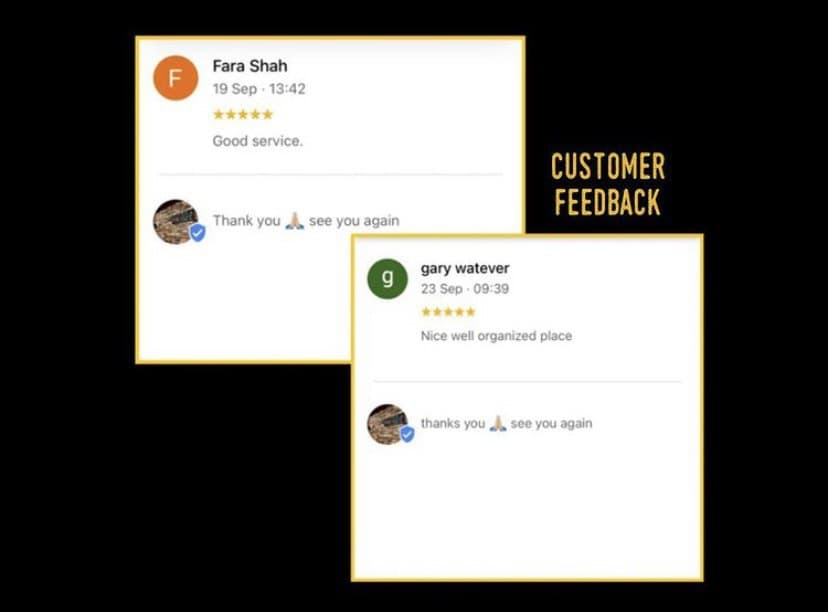 F
Fara Shah
19 Sep · 13:42
★★★★★
Good service.
Thank you 🙏🏼 see you again
CUSTOMER
FEEDBACK
g
gary watever
23 Sep · 09:39
★★★★★
Nice well organized place
thanks you 🙏🏼 see you again